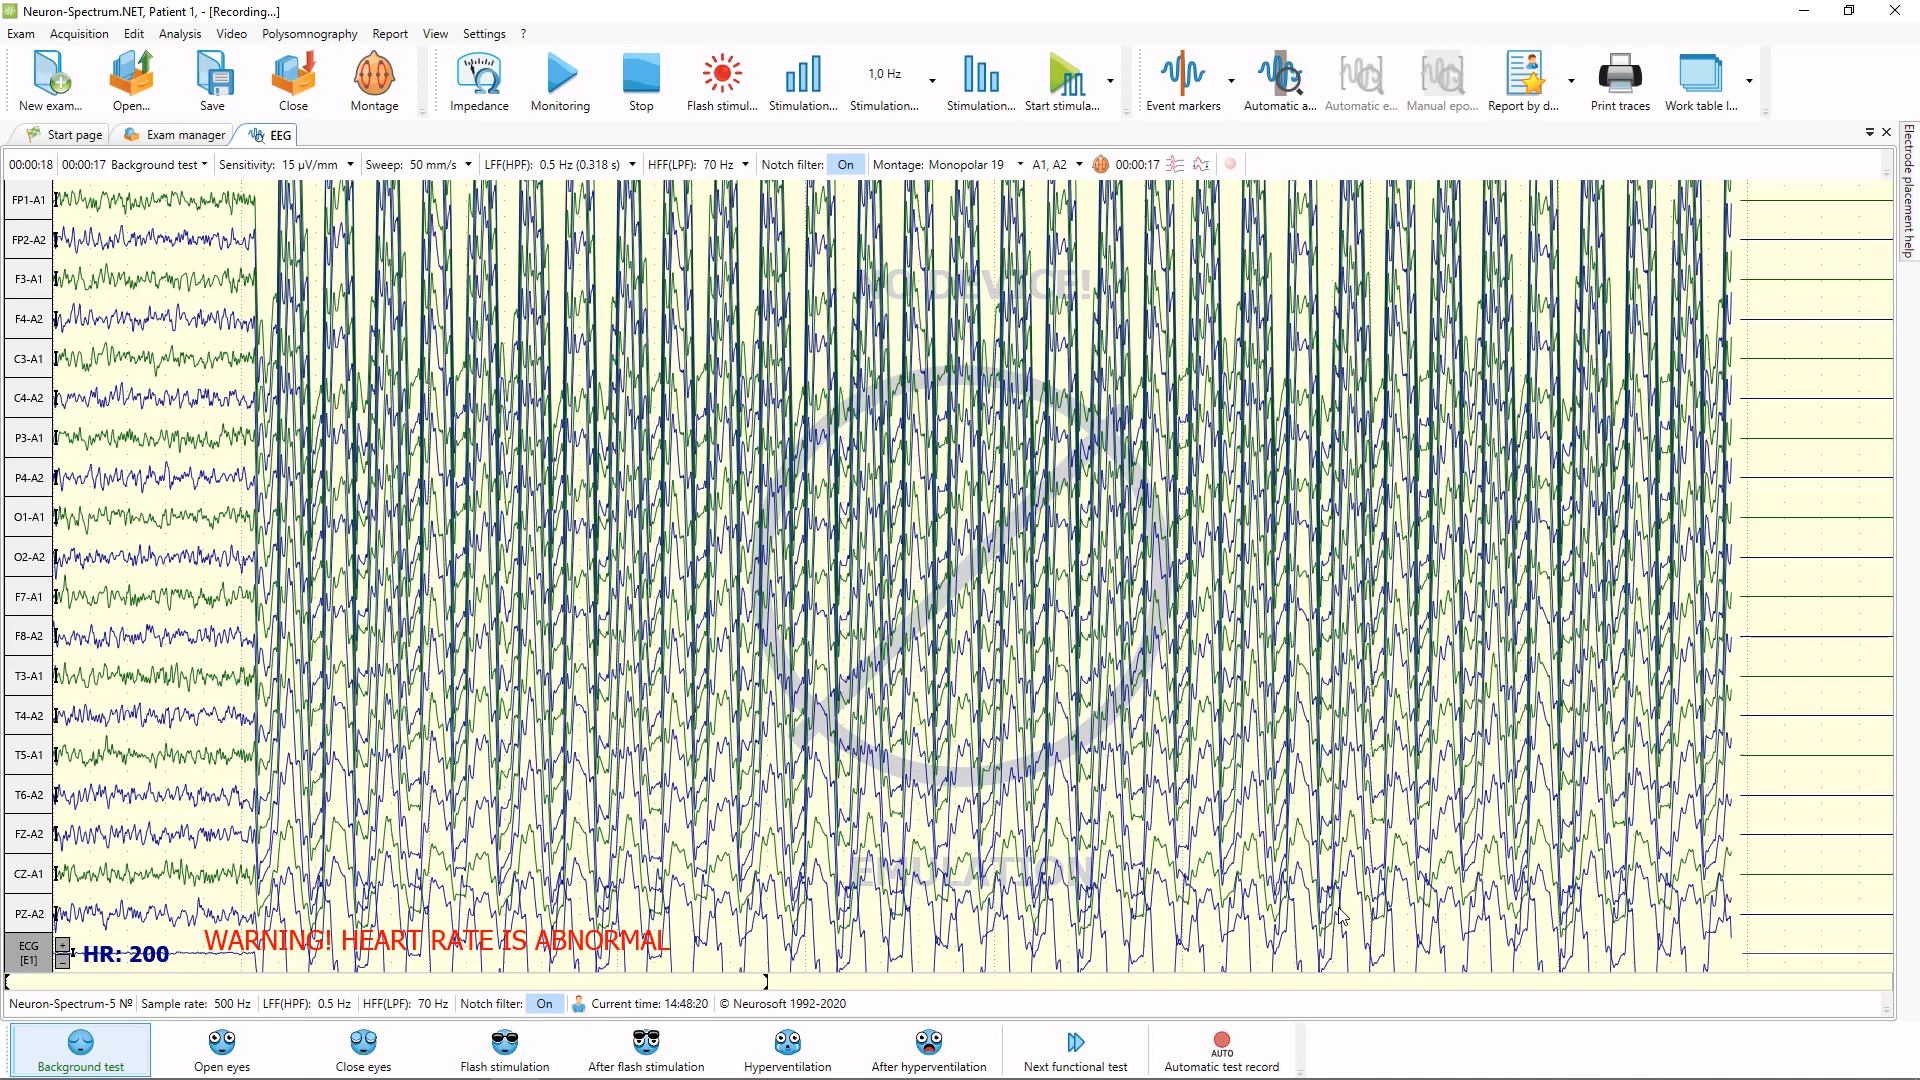 Neuron-Spectrum.NET, Patient 1, - [Recording...]
Exam Acquisition Edit Analysis Video Polysomnography Report View Settings ?
New exam... Open... Save Close Montage Impedance Monitoring Stop Flash stimul... Stimulation... 1,0 Hz Stimulation... Stimulation... Start stimula... Event markers Automatic a... Automatic e... Manual epo... Report by d... Print traces Work table l...
Start page Exam manager EEG
Electrode placement help
00:00:18 00:00:17 Background test Sensitivity: 15 µV/mm Sweep: 50 mm/s LFF(HPF): 0.5 Hz (0.318 s) HFF(LPF): 70 Hz Notch filter: On Montage: Monopolar 19 A1, A2 00:00:17
FP1-A1
FP2-A2
F3-A1
NO DEVICE!
F4-A2
C3-A1
C4-A2
P3-A1
P4-A2
O1-A1
O2-A2
F7-A1
F8-A2
T3-A1
T4-A2
T5-A1
T6-A2
FZ-A2
CZ-A1
EMULATION
PZ-A2
WARNING! HEART RATE IS ABNORMAL
ECG
[E1]
HR: 200
Neuron-Spectrum-5 № Sample rate: 500 Hz LFF(HPF): 0.5 Hz HFF(LPF): 70 Hz Notch filter: On Current time: 14:48:20 © Neurosoft 1992-2020
AUTO
Background test Open eyes Close eyes Flash stimulation After flash stimulation Hyperventilation After hyperventilation Next functional test Automatic test record